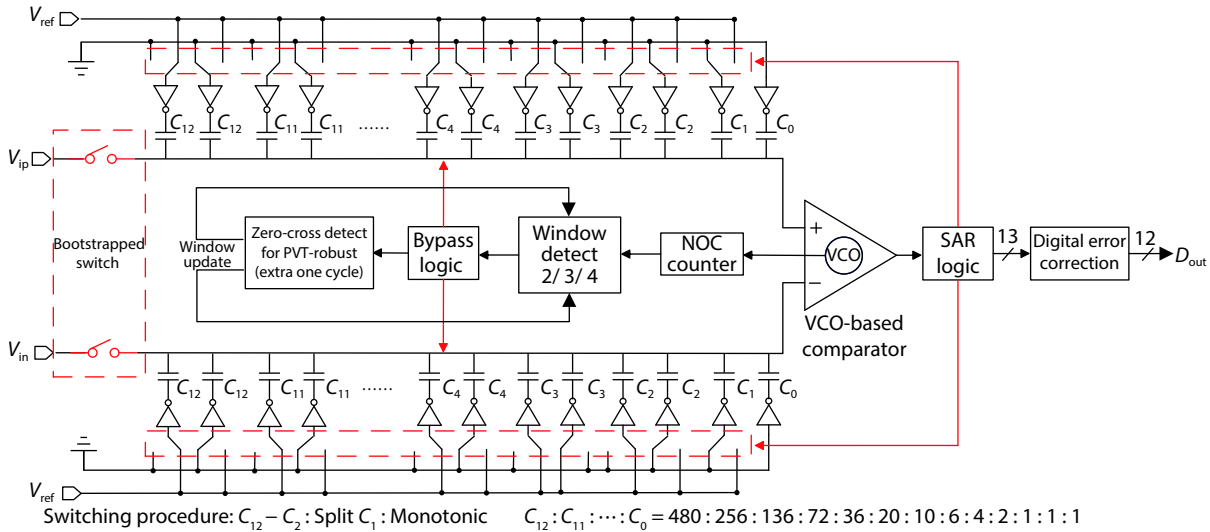 V_ref
C_12 C_12 C_11 C_11 ...... C_4 C_4 C_3 C_3 C_2 C_2 C_1 C_0
V_ip
Bootstrapped
switch
Window
update
Zero-cross detect
for PVT-robust
(extra one cycle)
Bypass
logic
Window
detect
2/ 3/ 4
NOC
counter
+
VCO
−
VCO-based
comparator
SAR
logic
13
Digital error
correction
12
D_out
V_in
C_12 C_12 C_11 C_11 ...... C_4 C_4 C_3 C_3 C_2 C_2 C_1 C_0
V_ref
Switching procedure: C_12 – C_2 : Split C_1 : Monotonic C_12 : C_11 : ··· : C_0 = 480 : 256 : 136 : 72 : 36 : 20 : 10 : 6 : 4 : 2 : 1 : 1 : 1